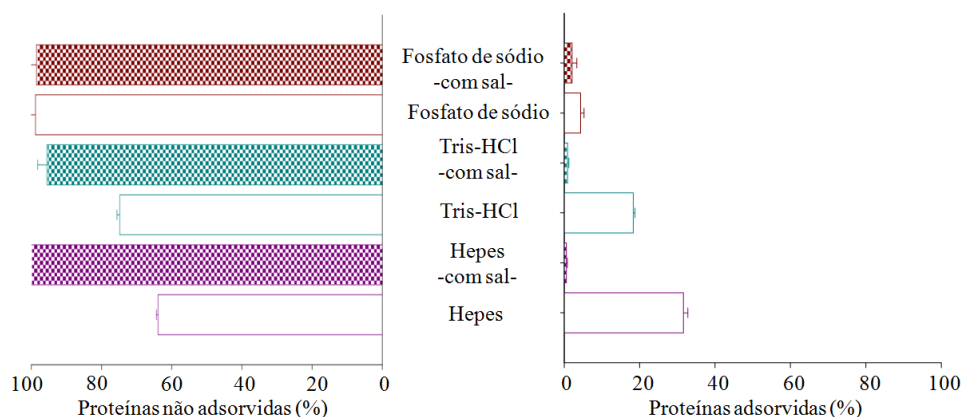 Fosfato de sódio
-com sal-
Fosfato de sódio
Tris-HCl
-com sal-
Tris-HCl
Hepes
-com sal-
Hepes
100 80 60 40 20 0
Proteínas não adsorvidas (%)
0 20 40 60 80 100
Proteínas adsorvidas (%)